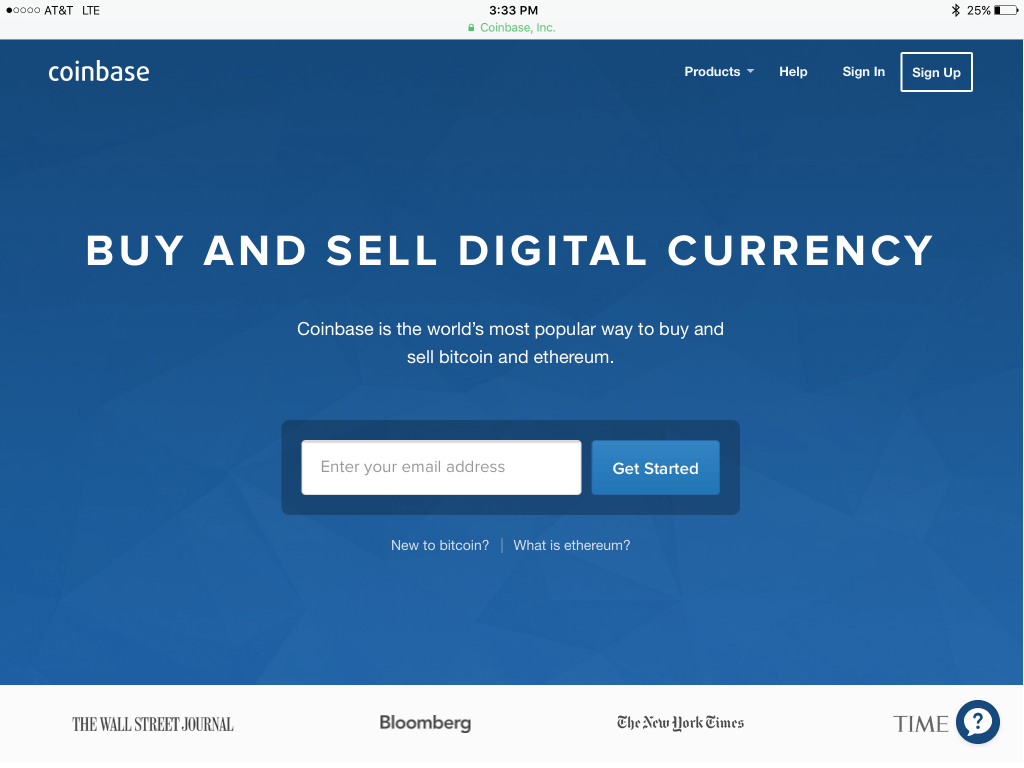 AT&T LTE 3:33 PM 25%
Coinbase, Inc.
coinbase Products Help Sign In Sign Up
BUY AND SELL DIGITAL CURRENCY
Coinbase is the world’s most popular way to buy and
sell bitcoin and ethereum.
Enter your email address Get Started
New to bitcoin? | What is ethereum?
THE WALL STREET JOURNAL Bloomberg The New York Times TIME ?